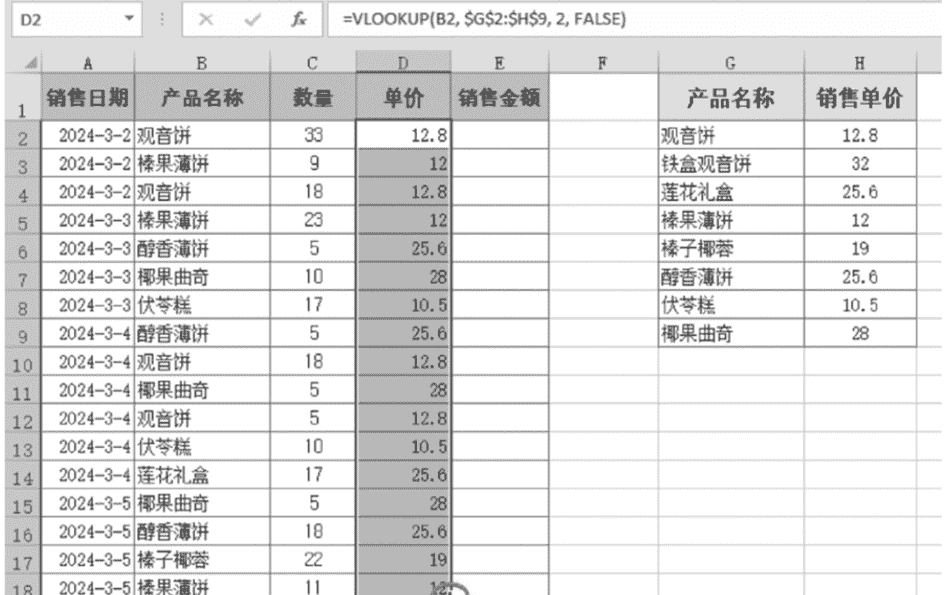 D2 fx =VLOOKUP(B2, $G$2:$H$9, 2, FALSE)
A B C D E F G H
1 销售日期 产品名称 数量 单价 销售金额 产品名称 销售单价
2 2024-3-2 观音饼 33 12.8 观音饼 12.8
3 2024-3-2 榛果薄饼 9 12 铁盒观音饼 32
4 2024-3-2 观音饼 18 12.8 莲花礼盒 25.6
5 2024-3-3 榛果薄饼 23 12 榛果薄饼 12
6 2024-3-3 醇香薄饼 5 25.6 榛子椰蓉 19
7 2024-3-3 椰果曲奇 10 28 醇香薄饼 25.6
8 2024-3-3 伏苓糕 17 10.5 伏苓糕 10.5
9 2024-3-4 醇香薄饼 5 25.6 椰果曲奇 28
10 2024-3-4 观音饼 18 12.8
11 2024-3-4 椰果曲奇 5 28
12 2024-3-4 观音饼 5 12.8
13 2024-3-4 伏苓糕 10 10.5
14 2024-3-4 莲花礼盒 17 25.6
15 2024-3-5 椰果曲奇 5 28
16 2024-3-5 醇香薄饼 18 25.6
17 2024-3-5 榛子椰蓉 22 19
18 2024-3-5 榛果薄饼 11 12